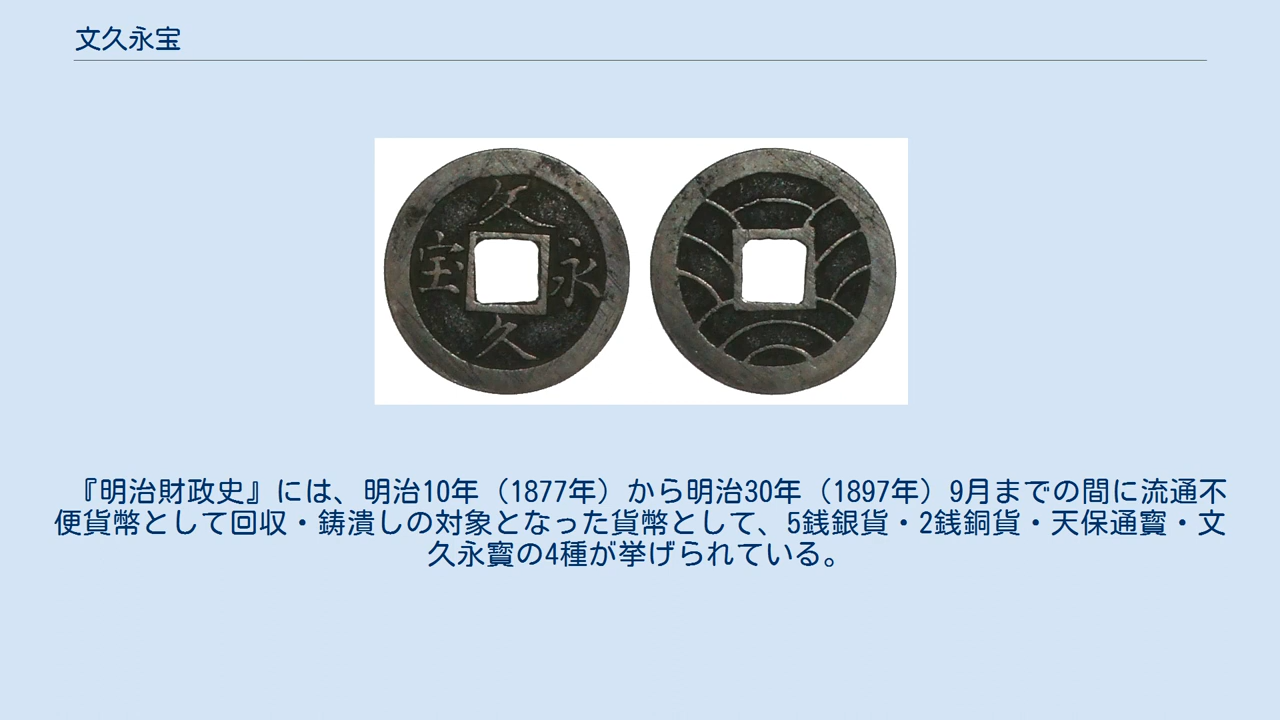 文久永宝
文
久
永
宝
『明治財政史』には、明治10年（1877年）から明治30年（1897年）9月までの間に流通不
便貨幣として回収・鋳潰しの対象となった貨幣として、5銭銀貨・2銭銅貨・天保通寳・文
久永寳の4種が挙げられている。